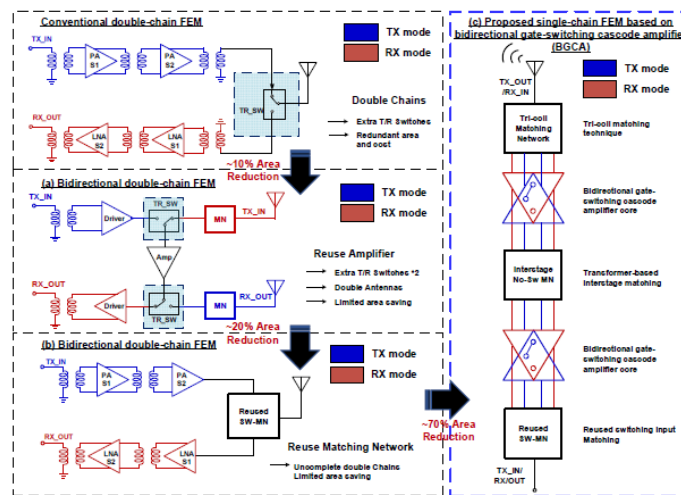 Conventional double-chain FEM
TX_IN
PA
S1
PA
S2
TX mode
RX mode
TR_SW
RX_OUT
LNA
S2
LNA
S1
Double Chains
Extra T/R Switches
Redundant area
and cost
~10% Area
Reduction
(a) Bidirectional double-chain FEM
TX_IN
Driver
TR_SW
MN
TX_IN
TX mode
RX mode
Amp
Reuse Amplifier
Extra T/R Switches *2
Double Antennas
Limited area saving
RX_OUT
Driver
TR_SW
MN
RX_OUT
~20% Area
Reduction
(b) Bidirectional double-chain FEM
TX_IN
PA
S1
PA
S2
TX mode
RX mode
Reused
SW-MN
RX_OUT
LNA
S2
LNA
S1
Reuse Matching Network
Uncomplete double Chains
Limited area saving
~70% Area
Reduction
(c) Proposed single-chain FEM based on
bidirectional gate-switching cascode amplifier
(BGCA)
TX mode
RX mode
TX_OUT
/RX_IN
Tri-coil
Matching
Network
Tri-coil matching
technique
Bidirectional gate-
switching cascode
amplifier core
Interstage
No-Sw MN
Transformer-based
Interstage matching
Bidirectional gate-
switching cascode
amplifier core
Reused
SW-MN
Reused switching input
Matching
TX_IN/
RX/OUT